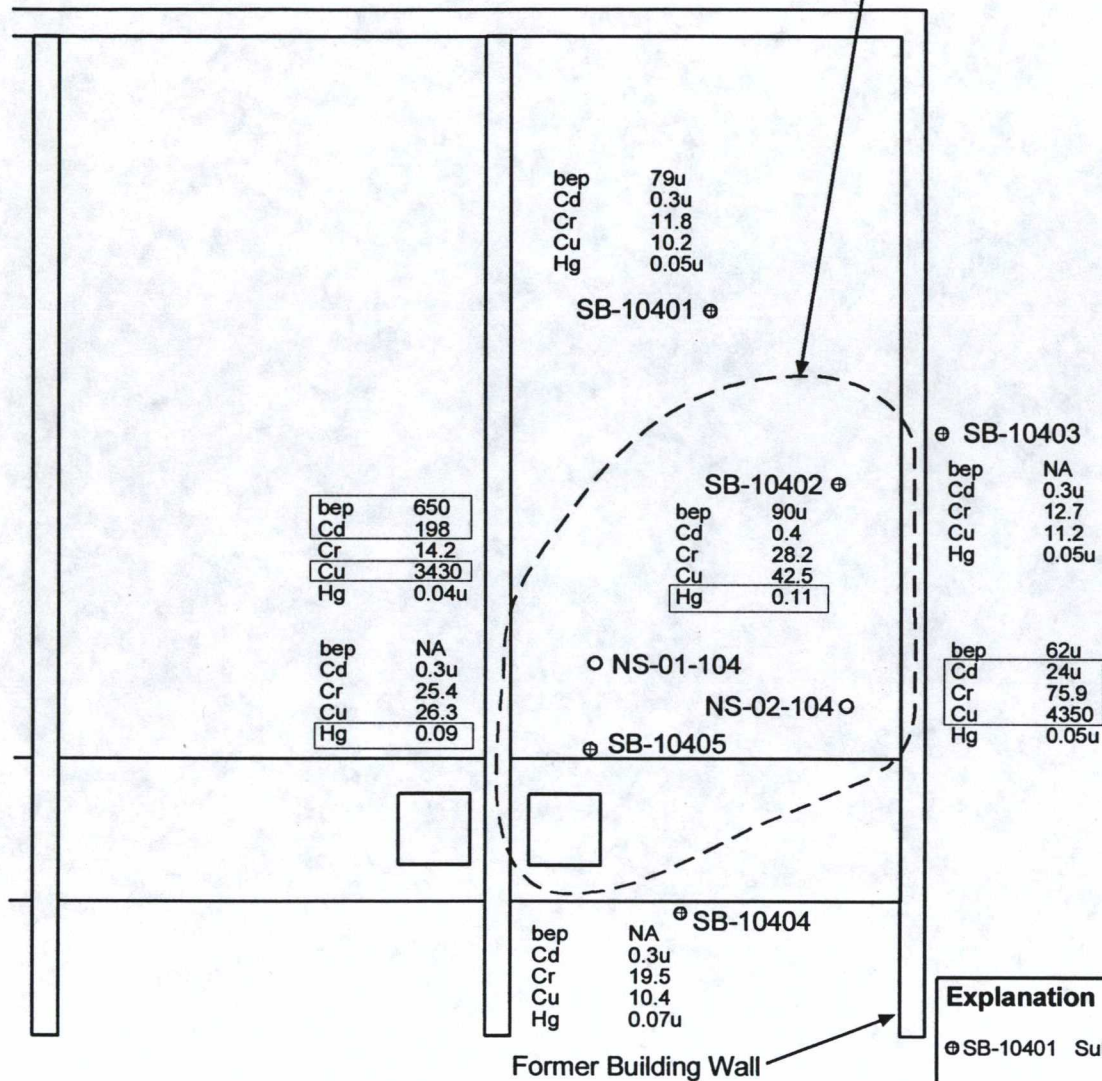 bep 79u
Cd 0.3u
Cr 11.8
Cu 10.2
Hg 0.05u
SB-10401
SB-10403
bep NA
Cd 0.3u
Cr 12.7
Cu 11.2
Hg 0.05u
SB-10402
bep 90u
Cd 0.4
Cr 28.2
Cu 42.5
Hg 0.11
bep 650
Cd 198
Cr 14.2
Cu 3430
Hg 0.04u
bep NA
Cd 0.3u
Cr 25.4
Cu 26.3
Hg 0.09
NS-01-104
NS-02-104
bep 62u
Cd 24u
Cr 75.9
Cu 4350
Hg 0.05u
SB-10405
SB-10404
bep NA
Cd 0.3u
Cr 19.5
Cu 10.4
Hg 0.07u
Former Building Wall
Explanation
SB-10401 Su